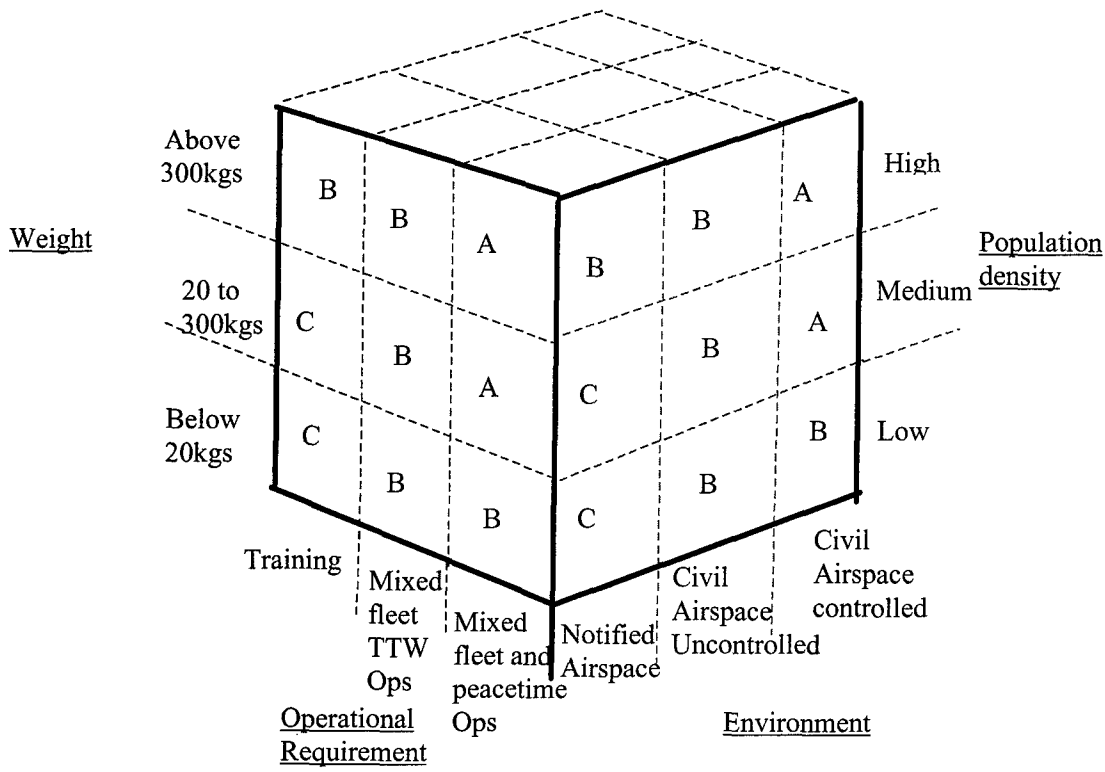 Above
300kgs
High
B
B
A
B
B
A
Weight
Population
density
20 to
300kgs
Medium
C
B
A
C
B
A
Below
20kgs
Low
C
B
B
C
B
B
Training
Mixed
fleet
TTW
Ops
Mixed
fleet and
peacetime
Ops
Notified
Airspace
Civil
Airspace
Uncontrolled
Civil
Airspace
controlled
Operational
Requirement
Environment